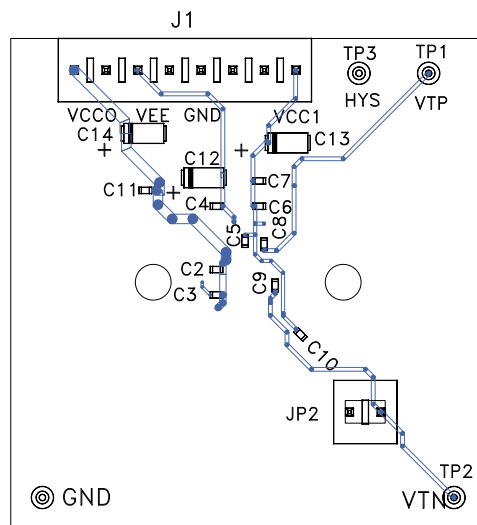 J1
TP3
TP1
HYS
VTP
VCCO VEE GND VCC1
C14
C13
C12
C7
C11
C4
C6
C5
C8
C2
C9
C3
C10
JP2
TP2
GND
VTN